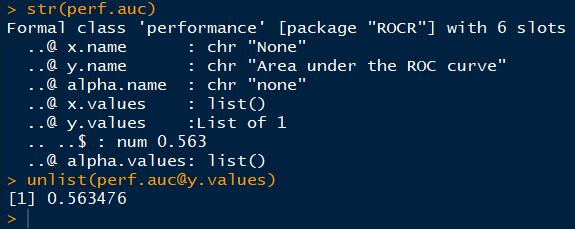 > str(perf.auc)
Formal class 'performance' [package "ROCR"] with 6 slots
  ..@ x.name      : chr "None"
  ..@ y.name      : chr "Area under the ROC curve"
  ..@ alpha.name  : chr "none"
  ..@ x.values    : list()
  ..@ y.values    :List of 1
  .. ..$ : num 0.563
  ..@ alpha.values: list()
> unlist(perf.auc@y.values)
[1] 0.563476
>